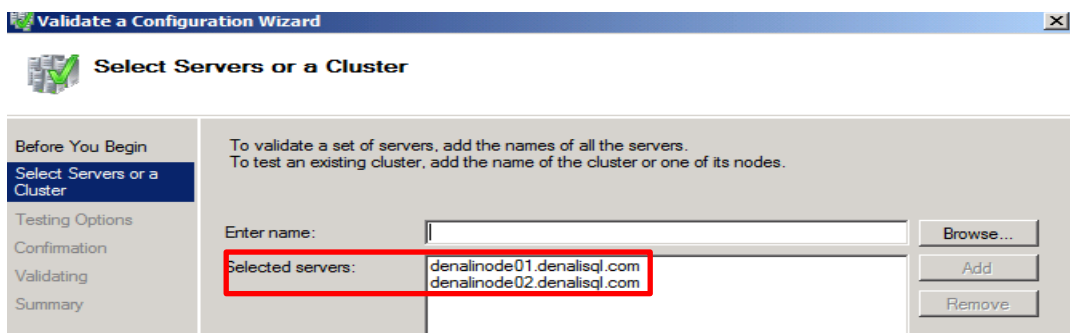 Validate a Configuration Wizard
Select Servers or a Cluster
Before You Begin
Select Servers or a
Cluster
Testing Options
Confirmation
Validating
Summary
To validate a set of servers, add the names of all the servers.
To test an existing cluster, add the name of the cluster or one of its nodes.
Enter name:
Browse...
Selected servers:
denalinode01.denalisql.com
denalinode02.denalisql.com
Add
Remove